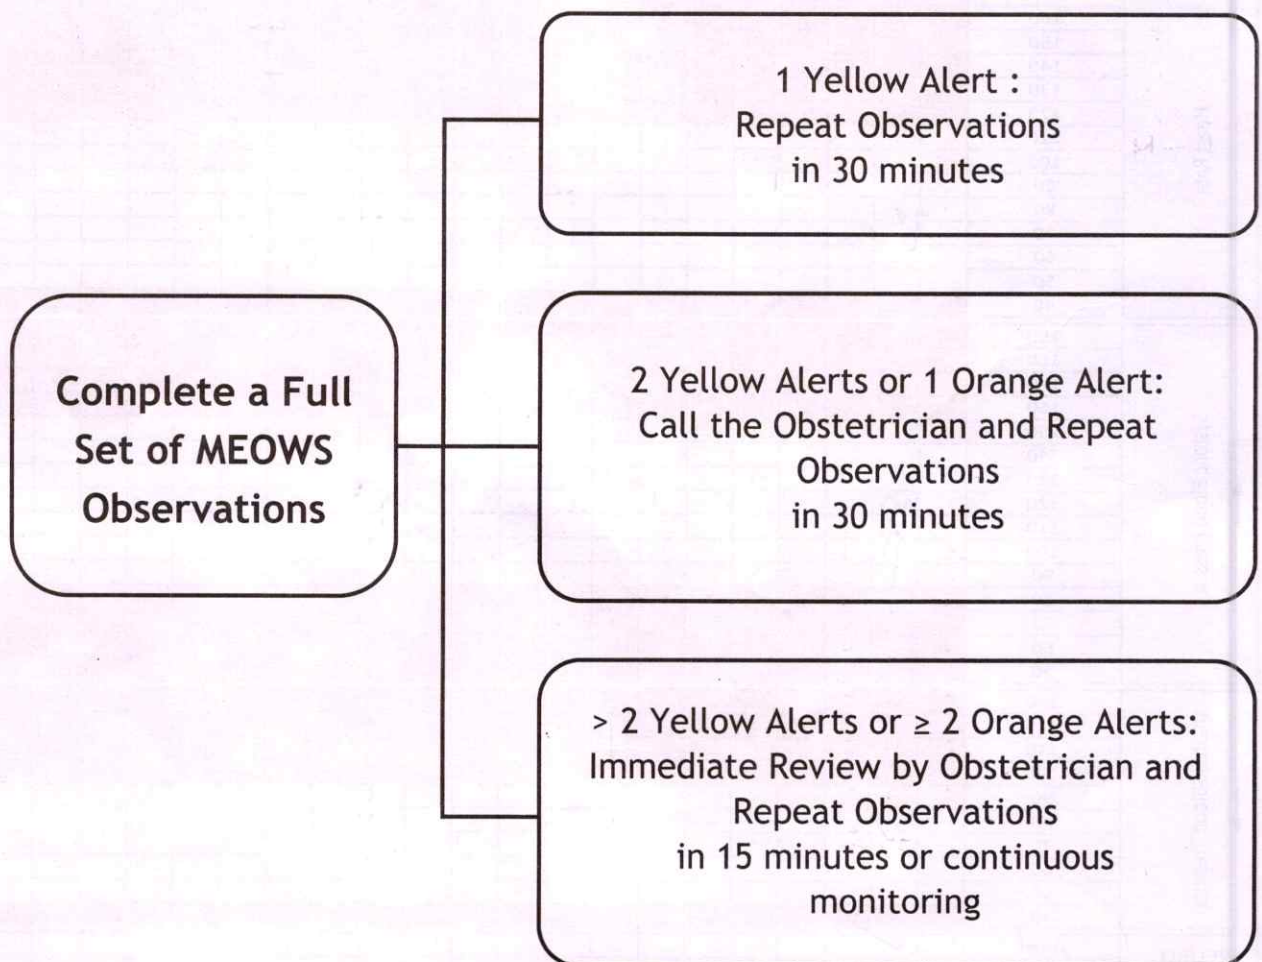 1 Yellow Alert :
Repeat Observations
in 30 minutes
Complete a Full
Set of MEOWS
Observations
2 Yellow Alerts or 1 Orange Alert:
Call the Obstetrician and Repeat
Observations
in 30 minutes
> 2 Yellow Alerts or ≥ 2 Orange Alerts:
Immediate Review by Obstetrician and
Repeat Observations
in 15 minutes or continuous
monitoring